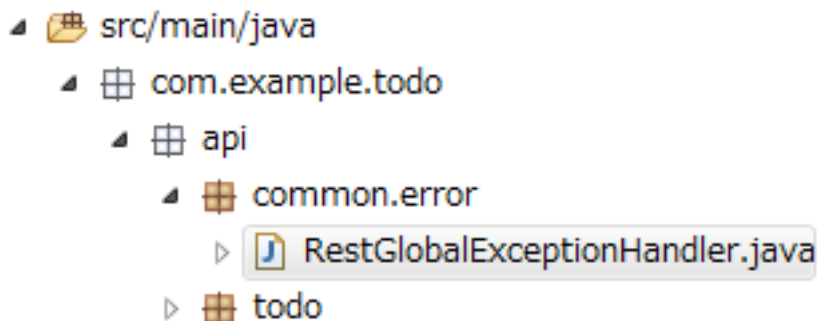 src/main/java
com.example.todo
api
common.error
RestGlobalExceptionHandler.java
todo